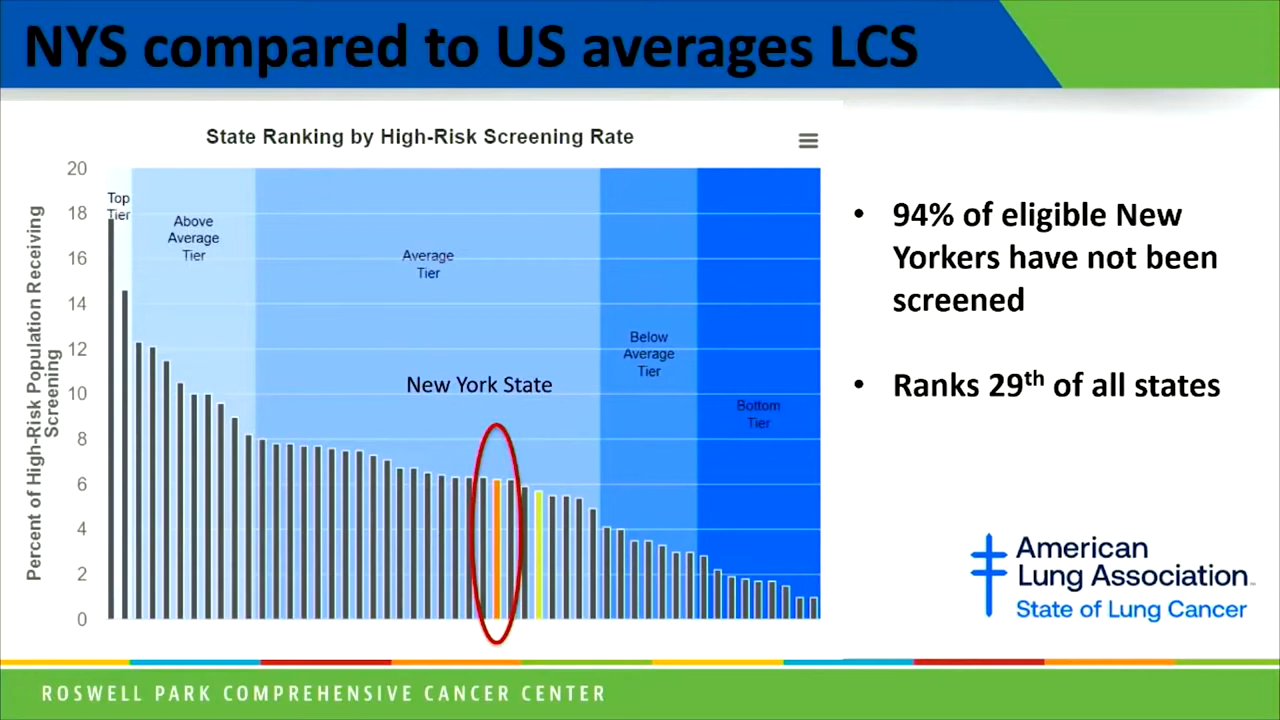 NYS compared to US averages LCS
State Ranking by High-Risk Screening Rate
Percent of High-Risk Population Receiving
Screening
20
18
16
14
12
10
8
6
4
2
0
Top
Tier
Above
Average
Tier
Average
Tier
New York State
Below
Average
Tier
Bottom
Tier
• 94% of eligible New
Yorkers have not been
screened
• Ranks 29th of all states
American
Lung Association
State of Lung Cancer
ROSWELL PARK COMPREHENSIVE CANCER CENTER